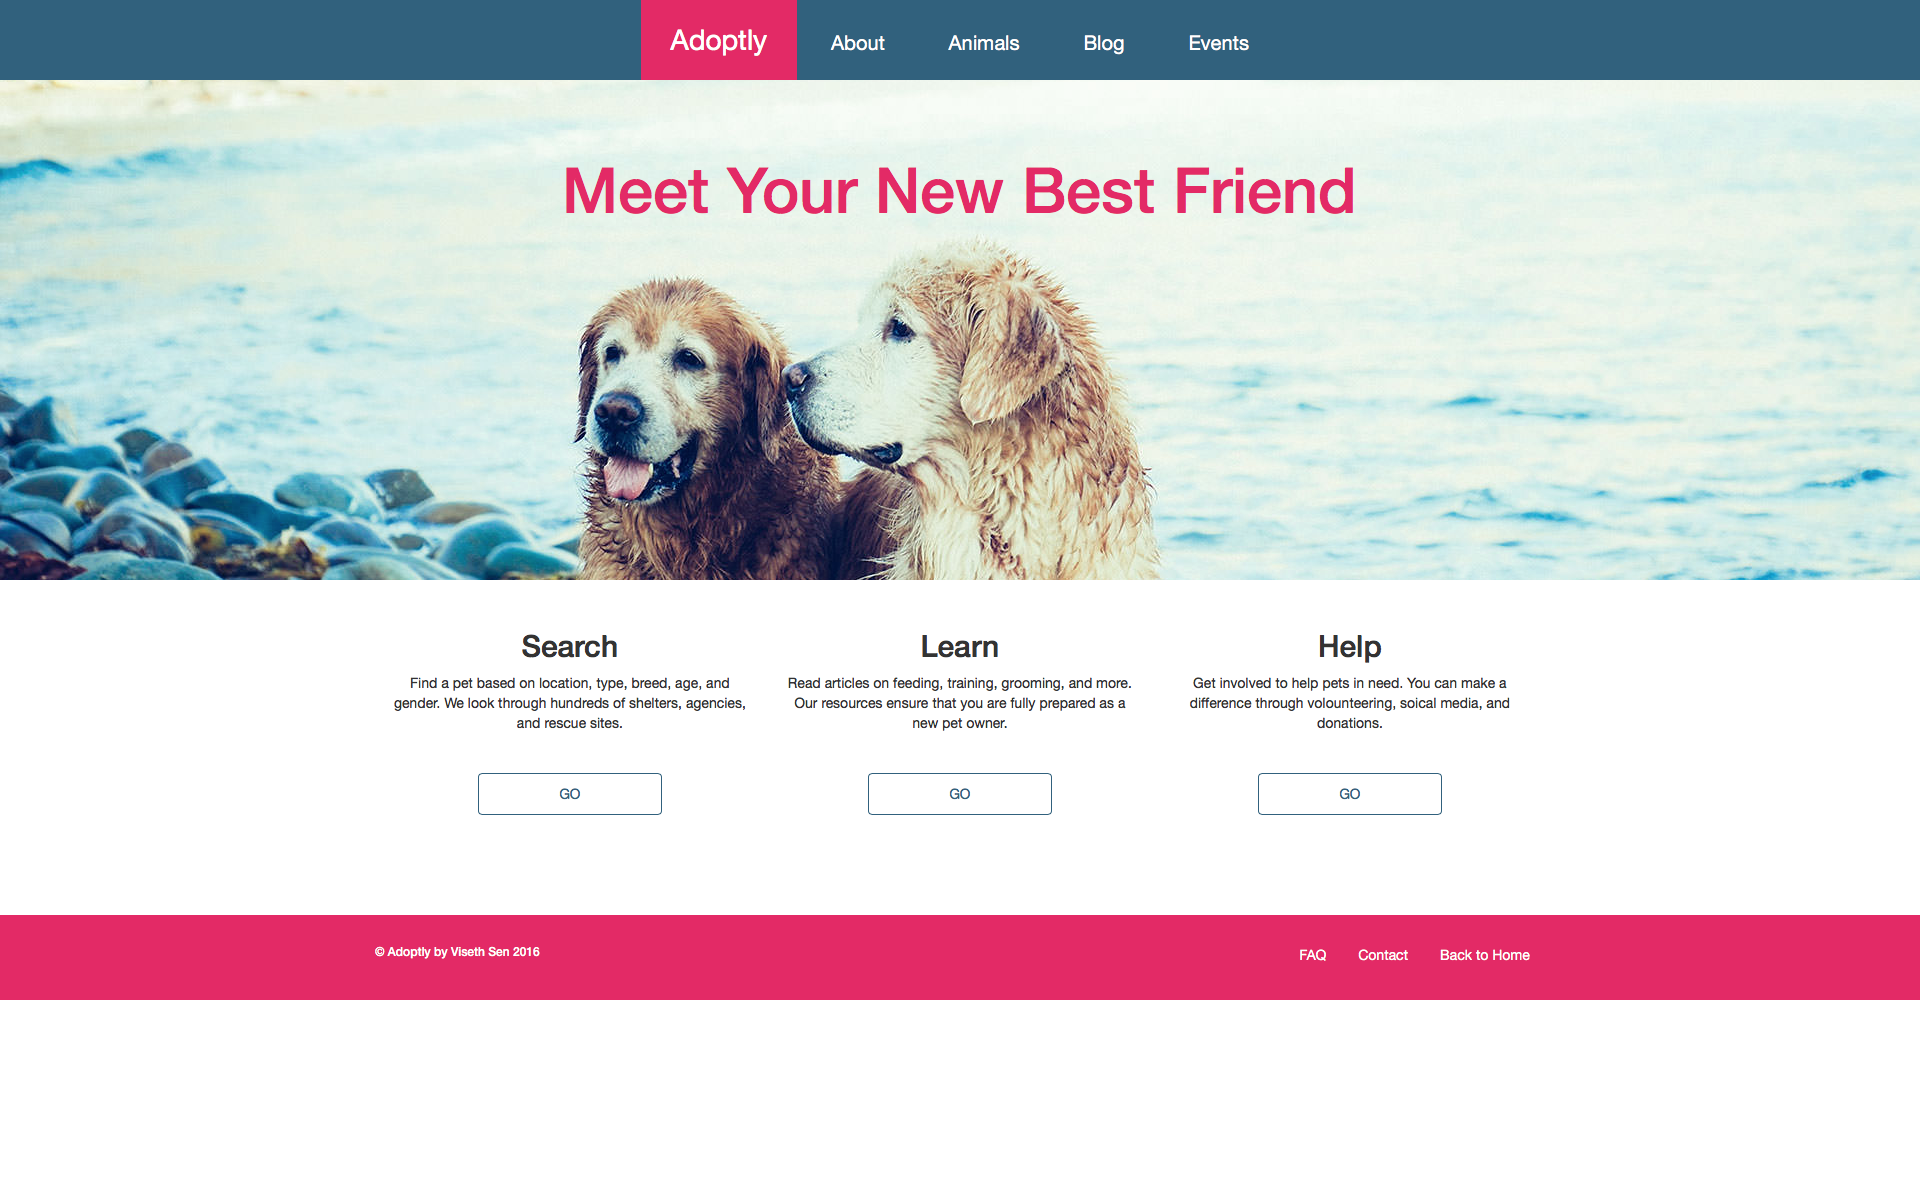 Adoptly About Animals Blog Events
Meet Your New Best Friend
Search
Find a pet based on location, type, breed, age, and
gender. We look through hundreds of shelters, agencies,
and rescue sites.
GO
Learn
Read articles on feeding, training, grooming, and more.
Our resources ensure that you are fully prepared as a
new pet owner.
GO
Help
Get involved to help pets in need. You can make a
difference through volounteering, soical media, and
donations.
GO
© Adoptly by Viseth Sen 2016
FAQ Contact Back to Home